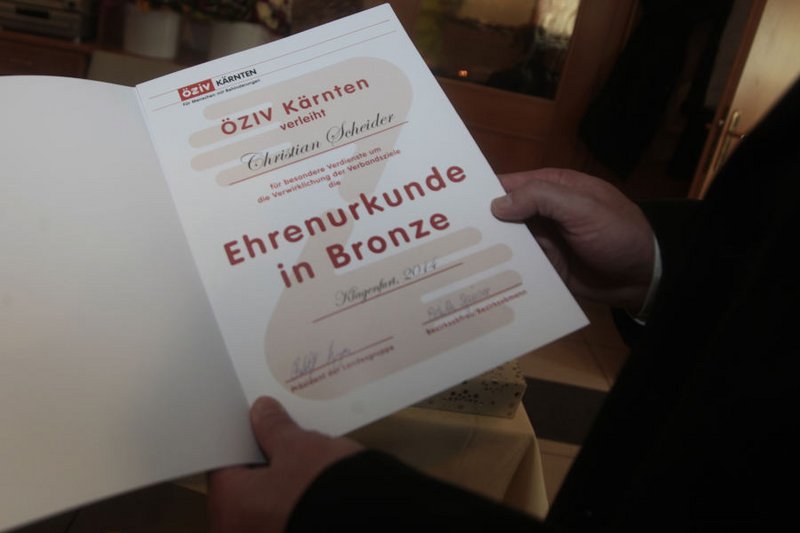 ÖZIV KÄRNTEN
für Menschen mit Behinderungen
ÖZIV Kärnten
verleiht
Christian Scheider
für besondere Verdienste um
die Verwirklichung der Verbandsziele
die
Ehrenurkunde
in Bronze
Klagenfurt, 2014
Bezirksobfrau/Bezirksobmann
Präsident der Landesgruppe